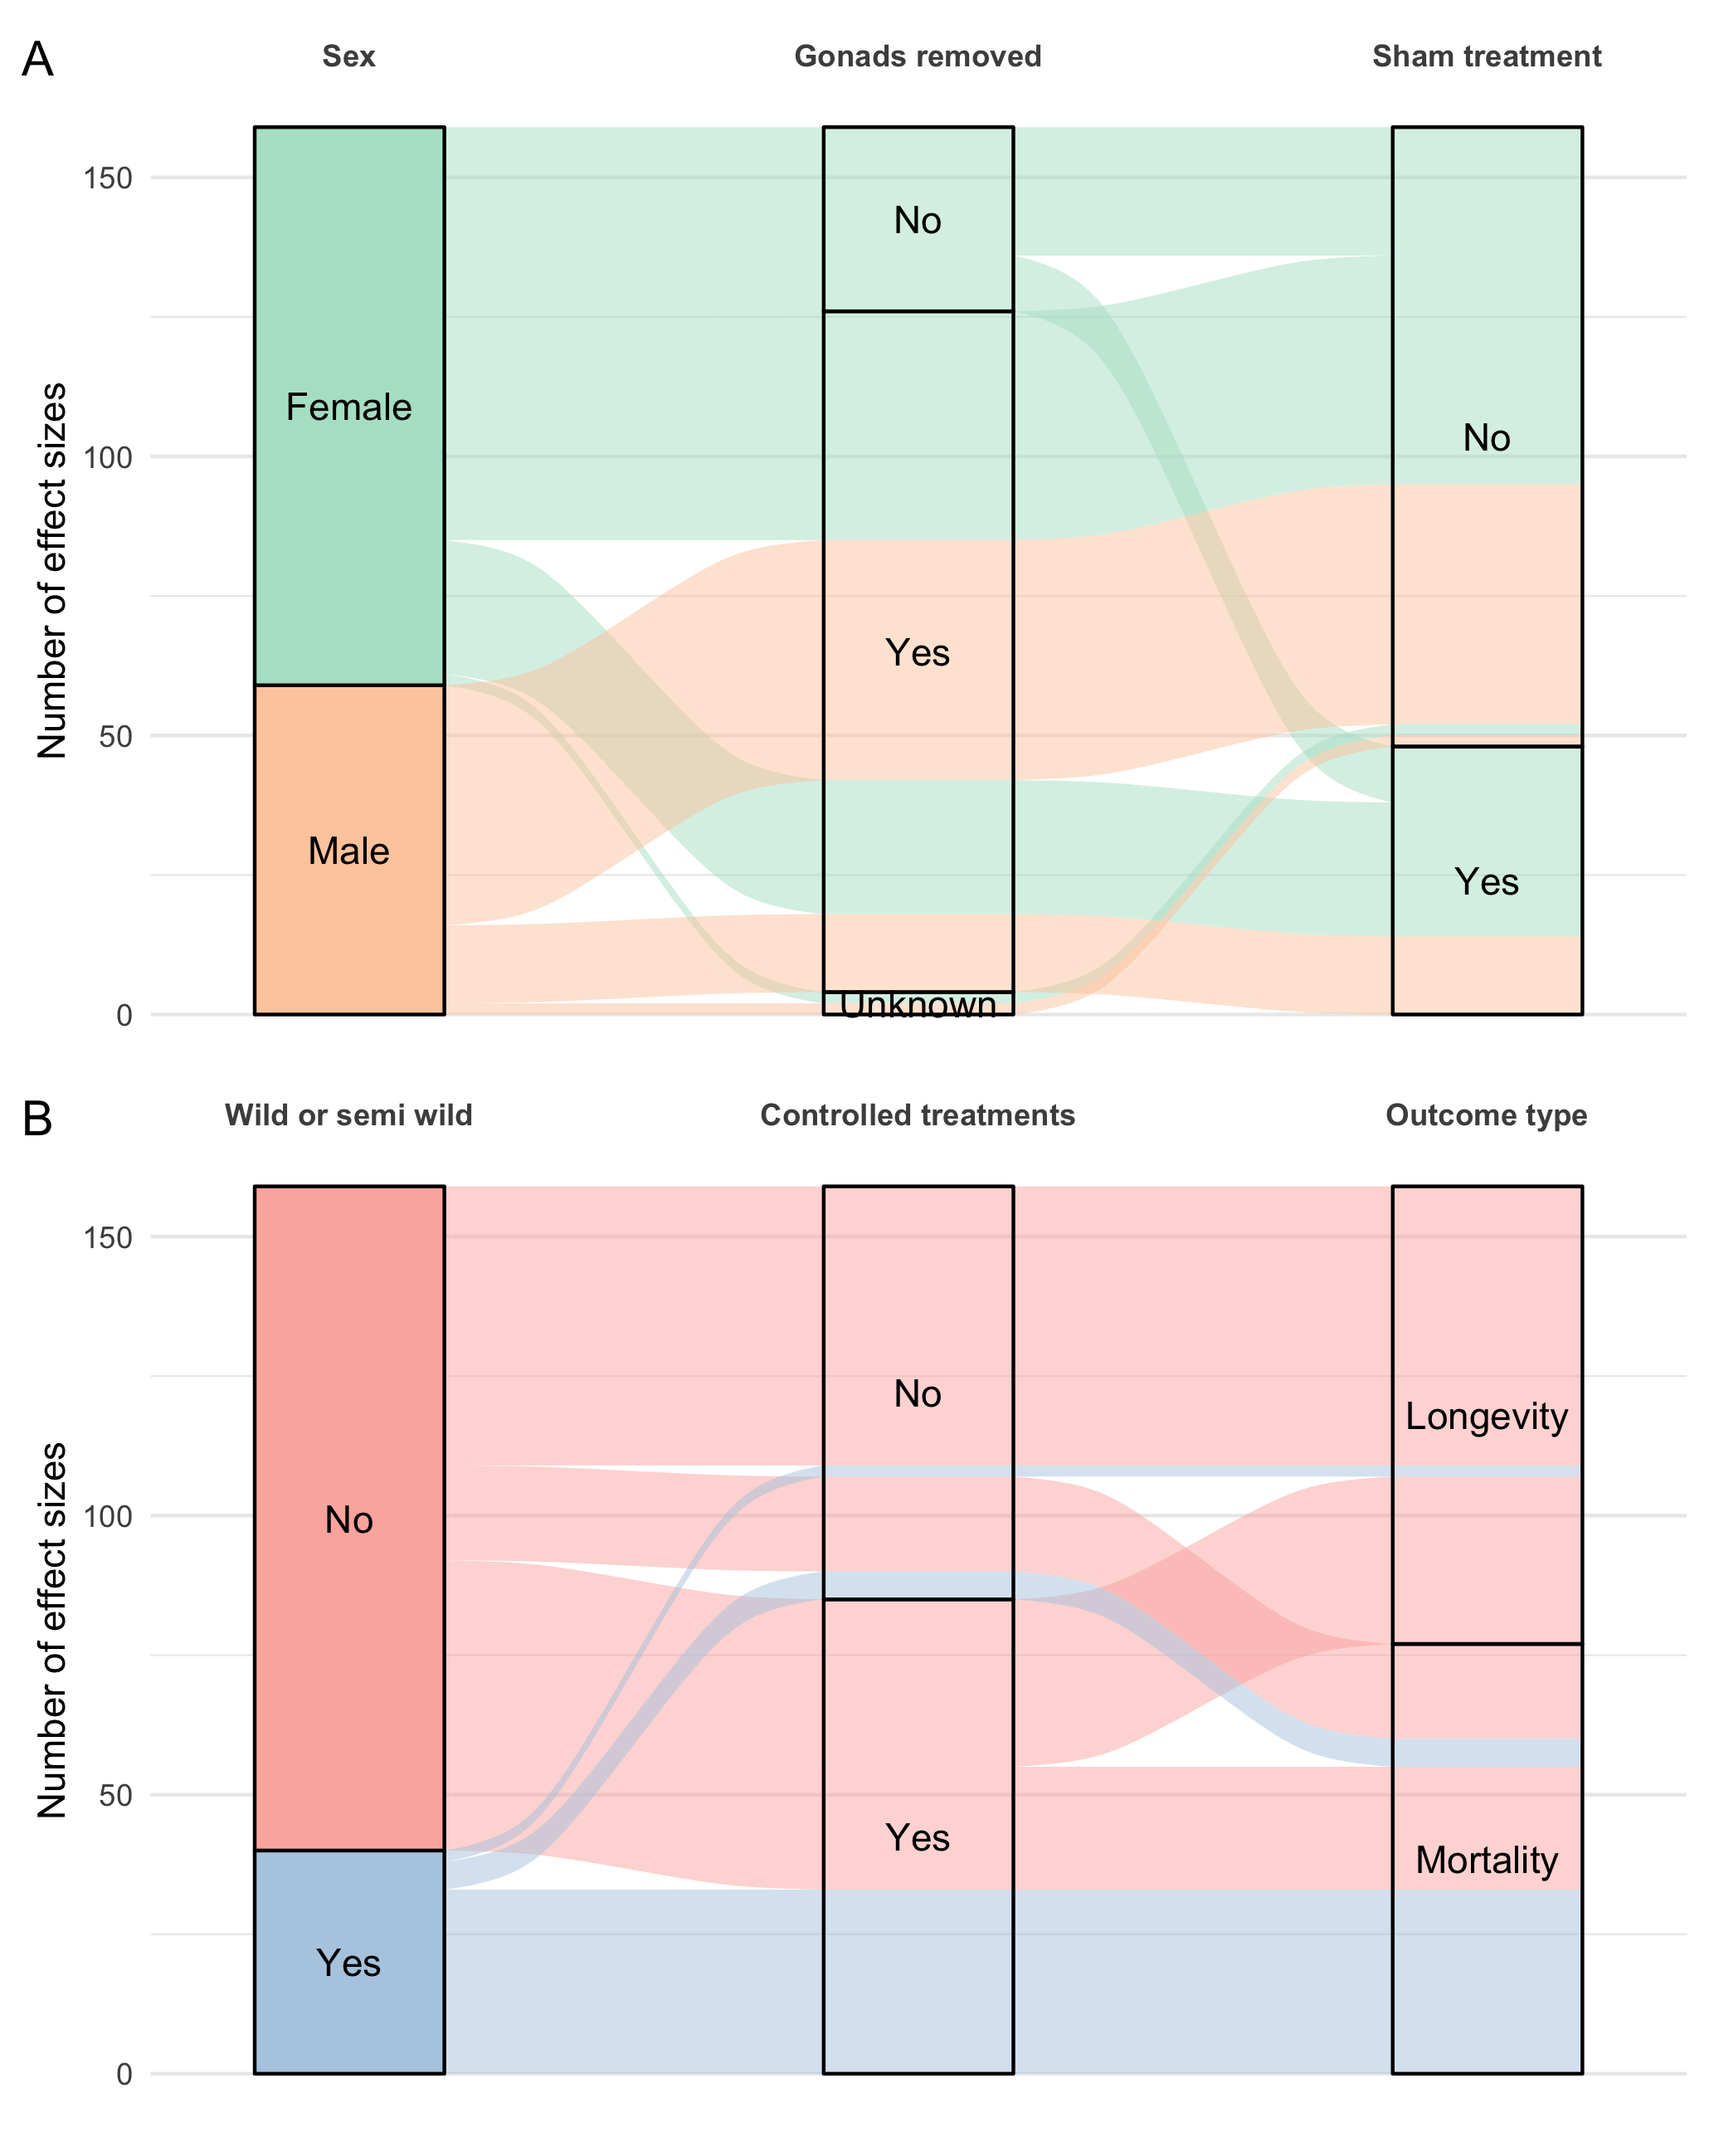 A
Sex
Gonads removed
Sham treatment
Number of effect sizes
150
100
50
0
Female
Male
No
Yes
Unknown
No
Yes
B
Wild or semi wild
Controlled treatments
Outcome type
Number of effect sizes
150
100
50
0
No
Yes
No
Yes
Longevity
Mortality